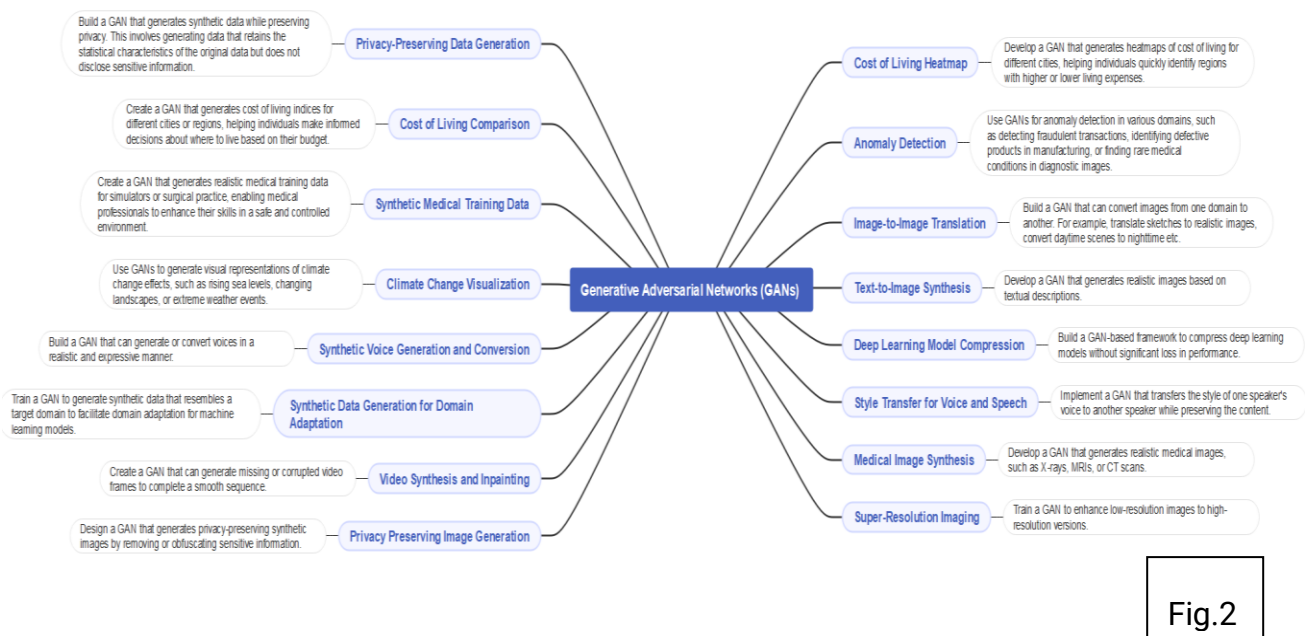 Build a GAN that generates synthetic data while preserving
privacy. This involves generating data that retains the
statistical characteristics of the original data but does not
disclose sensitive information.
Privacy-Preserving Data Generation
Create a GAN that generates cost of living indices for
different cities or regions, helping individuals make informed
decisions about where to live based on their budget.
Cost of Living Comparison
Create a GAN that generates realistic medical training data
for simulators or surgical practice, enabling medical
professionals to enhance their skills in a safe and controlled
environment.
Synthetic Medical Training Data
Use GANs to generate visual representations of climate
change effects, such as rising sea levels, changing
landscapes, or extreme weather events.
Climate Change Visualization
Build a GAN that can generate or convert voices in a
realistic and expressive manner.
Synthetic Voice Generation and Conversion
Train a GAN to generate synthetic data that resembles a
target domain to facilitate domain adaptation for machine
learning models.
Synthetic Data Generation for Domain
Adaptation
Create a GAN that can generate missing or corrupted video
frames to complete a smooth sequence.
Video Synthesis and Inpainting
Design a GAN that generates privacy-preserving synthetic
images by removing or obfuscating sensitive information.
Privacy Preserving Image Generation
Generative Adversarial Networks (GANs)
Cost of Living Heatmap
Develop a GAN that generates heatmaps of cost of living for
different cities, helping individuals quickly identify regions
with higher or lower living expenses.
Anomaly Detection
Use GANs for anomaly detection in various domains, such
as detecting fraudulent transactions, identifying defective
products in manufacturing, or finding rare medical
conditions in diagnostic images.
Image-to-Image Translation
Build a GAN that can convert images from one domain to
another. For example, translate sketches to realistic images,
convert daytime scenes to nighttime etc.
Text-to-Image Synthesis
Develop a GAN that generates realistic images based on
textual descriptions.
Deep Learning Model Compression
Build a GAN-based framework to compress deep learning
models without significant loss in performance.
Style Transfer for Voice and Speech
Implement a GAN that transfers the style of one speaker's
voice to another speaker while preserving the content.
Medical Image Synthesis
Develop a GAN that generates realistic medical images,
such as X-rays, MRIs, or CT scans.
Super-Resolution Imaging
Train a GAN to enhance low-resolution images to high-
resolution versions.
Fig.2